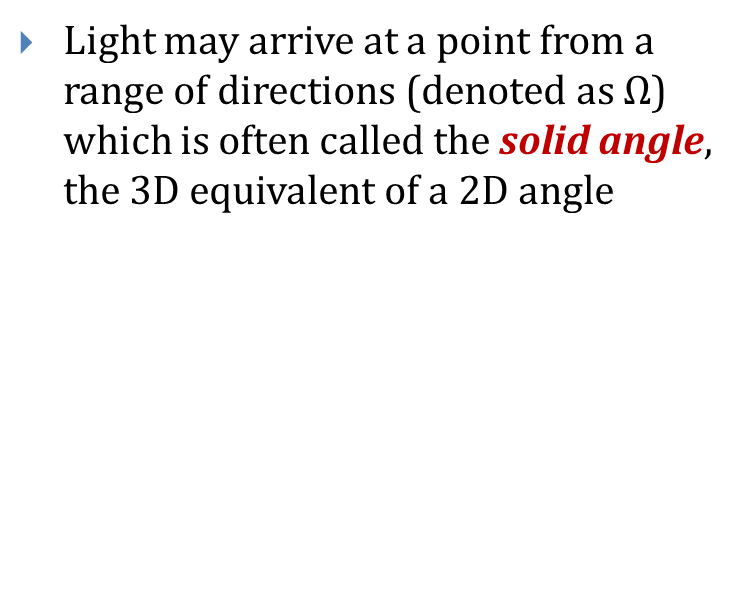 Light may arrive at a point from a
range of directions (denoted as Ω)
which is often called the solid angle,
the 3D equivalent of a 2D angle